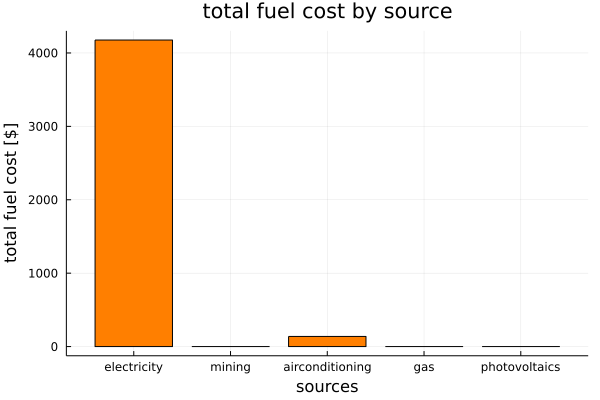 total fuel cost by source
total fuel cost [$]
4000
3000
2000
1000
0
electricity mining airconditioning gas photovoltaics
sources